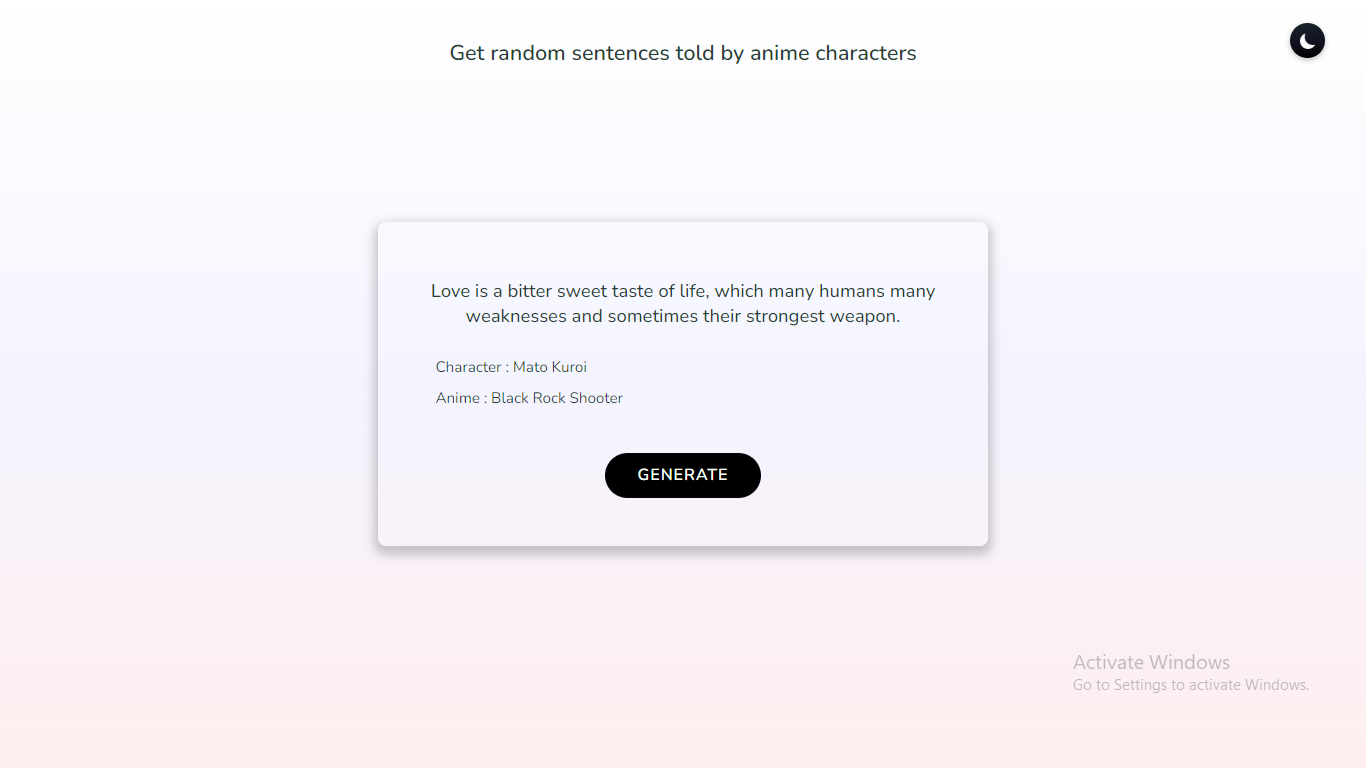 Get random sentences told by anime characters
Love is a bitter sweet taste of life, which many humans many
weaknesses and sometimes their strongest weapon.
Character : Mato Kuroi
Anime : Black Rock Shooter
GENERATE
Activate Windows
Go to Settings to activate Windows.